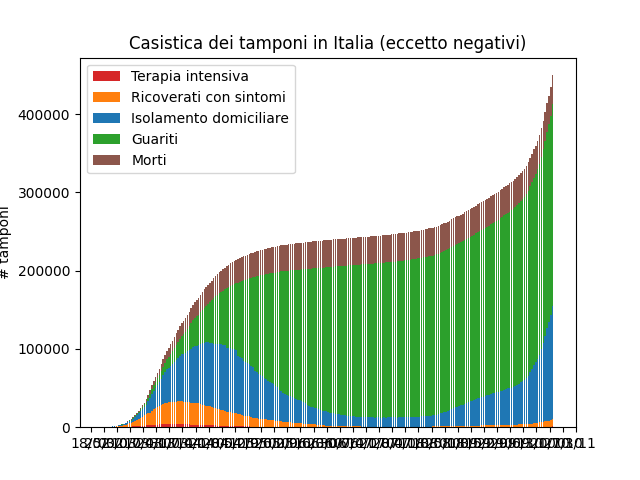 Casistica dei tamponi in Italia (eccetto negativi)
Terapia intensiva
Ricoverati con sintomi
Isolamento domiciliare
Guariti
Morti
# tamponi
400000
300000
200000
100000
0